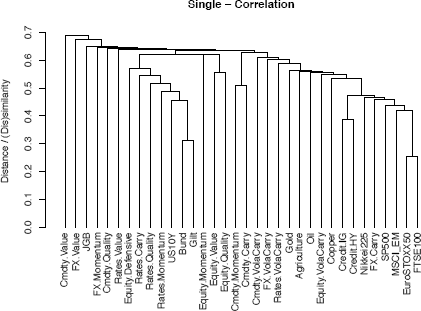 Single – Correlation
Distance / (Dis)similarity
0.7
0.6
0.5
0.4
0.3
0.2
0.1
0.0
Cmdty.Value
FX.Value
JGB
FX.Momentum
Cmdty.Quality
Rates.Value
Equity.Defensive
Rates.Carry
Rates.Quality
Rates.Momentum
US10Y
Bund
Gilt
Equity.Momentum
Equity.Value
Equity.Quality
Cmdty.Momentum
Cmdty.Carry
Cmdty.VolaCarry
FX.VolaCarry
Rates.VolaCarry
Gold
Agriculture
Oil
Equity.VolaCarry
Copper
Credit.IG
Credit.HY
Nikkei225
FX.Carry
SP500
MSCI_EM
EuroSTOXX50
FTSE100